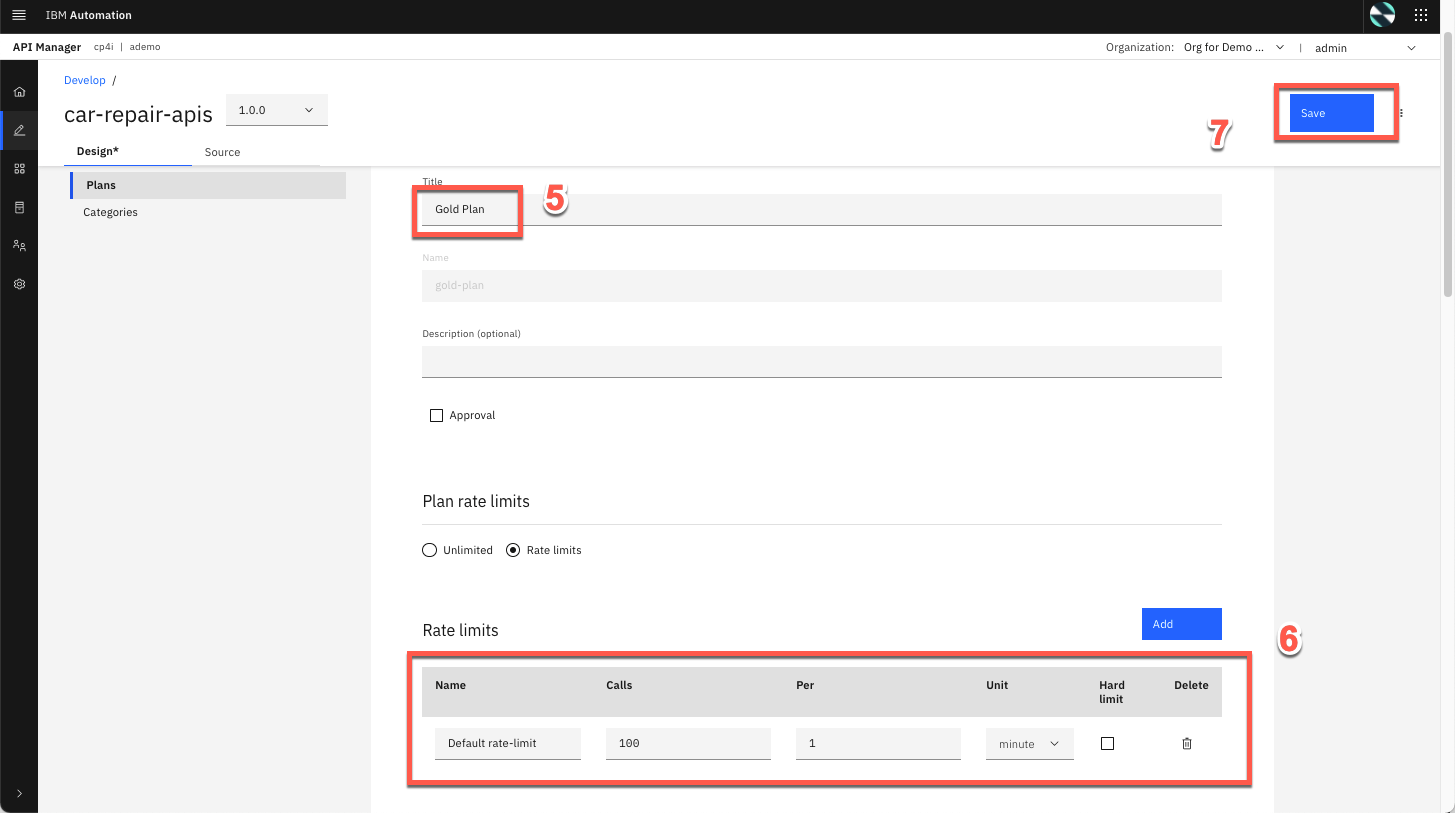 IBM Automation
API Manager cp4i | ademo Organization: Org for Demo ... | admin
Develop /
car-repair-apis 1.0.0
Save
7
Design* Source
Plans
Categories
Title
Gold Plan
5
Name
gold-plan
Description (optional)
Approval
Plan rate limits
Unlimited Rate limits
Rate limits Add
6
Name Calls Per Unit Hard limit Delete
Default rate-limit 100 1 minute